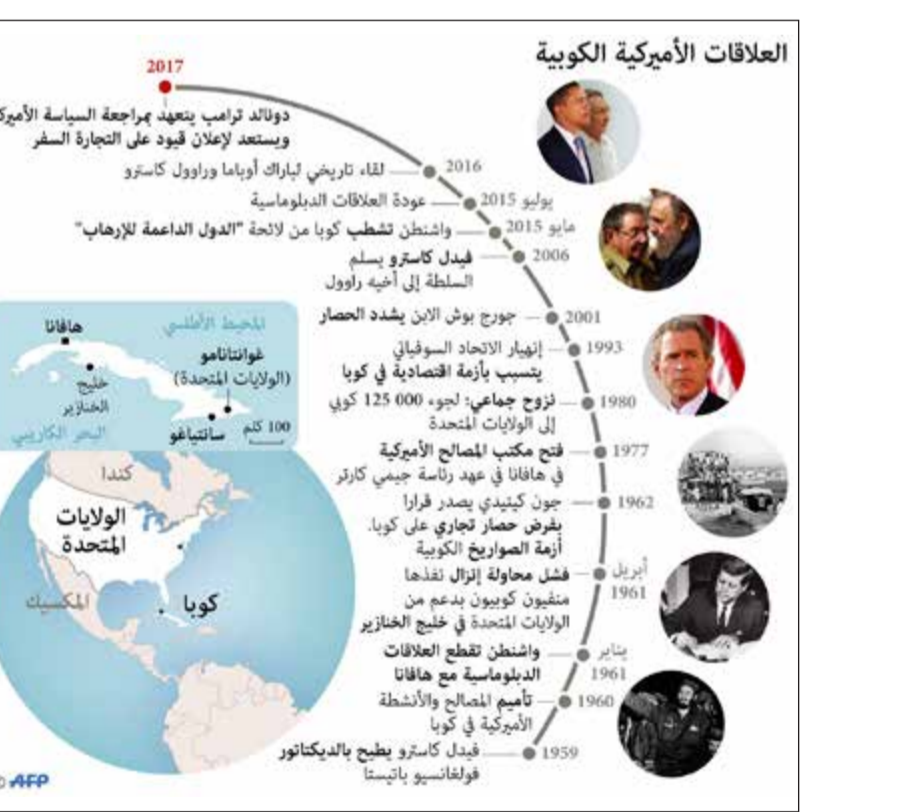 العلاقات الأميركية الكوبية
2017
دونالد ترامب يتعهد بمراجعة السياسة
ويستعد لإعلان قيود على التجارة السفر
2016
لقاء تاريخي لباراك أوباما وراوول كاسترو
يوليو 2015
عودة العلاقات الدبلوماسية
مايو 2015
واشنطن تشطب كوبا من لائحة "الدول الداعمة للإرهاب"
2006
فيدل كاسترو يسلم
السلطة إلى أخيه راوول
2001
جورج بوش الابن يشدد الحصار
1993
إنهيار الاتحاد السوفياتي
يتسبب بأزمة اقتصادية في كوبا
1980
نزوح جماعي: لجوء 000 125 كوبي
إلى الولايات المتحدة
1977
فتح مكتب المصالح الأميركية
في هافانا في عهد رئاسة جيمي كارتر
1962
جون كينيدي يصدر قرارا
بفرض حصار تجاري على كوبا.
أزمة الصواريخ الكوبية
أبريل
1961
فشل محاولة إنزال نفذها
منفيون كوبيون بدعم من
الولايات المتحدة في خليج الخنازير
يناير
1961
واشنطن تقطع العلاقات
الدبلوماسية مع هافانا
1960
تأميم المصالح والأنشطة
الأميركية في كوبا
1959
فيدل كاسترو يطيح بالديكتاتور
فولغانسيو باتيستا
المحيط الأطلسي
هافانا
غوانتانامو
(الولايات المتحدة)
خليج
الخنازير
البحر الكاريبي
سانتياغو
100 كلم
كندا
الولايات
المتحدة
المكسيك
كوبا
© AFP